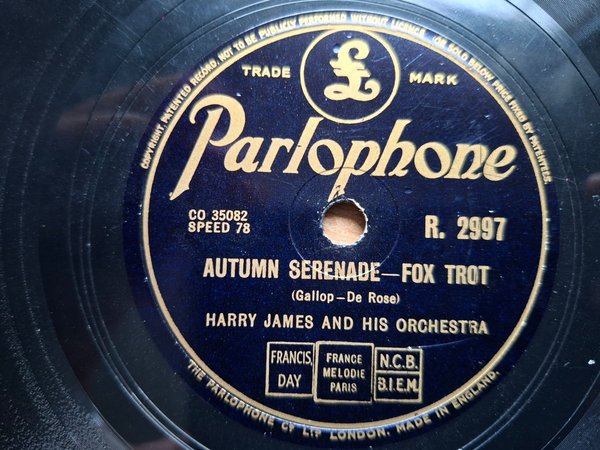 COPYRIGHT, PATENTED RECORD, NOT TO BE PUBLICLY PERFORMED WITHOUT LICENCE, OR SOLD BELOW PRICE FIXED BY PATENTEES.
£
TRADE MARK
Parlophone
CO 35082
SPEED 78
R. 2997
AUTUMN SERENADE—FOX TROT
(Gallop—De Rose)
HARRY JAMES AND HIS ORCHESTRA
FRANCIS, DAY
FRANCE MELODIE PARIS
N.C.B.
B.I.E.M.
THE PARLOPHONE CY LTD LONDON. MADE IN ENGLAND.